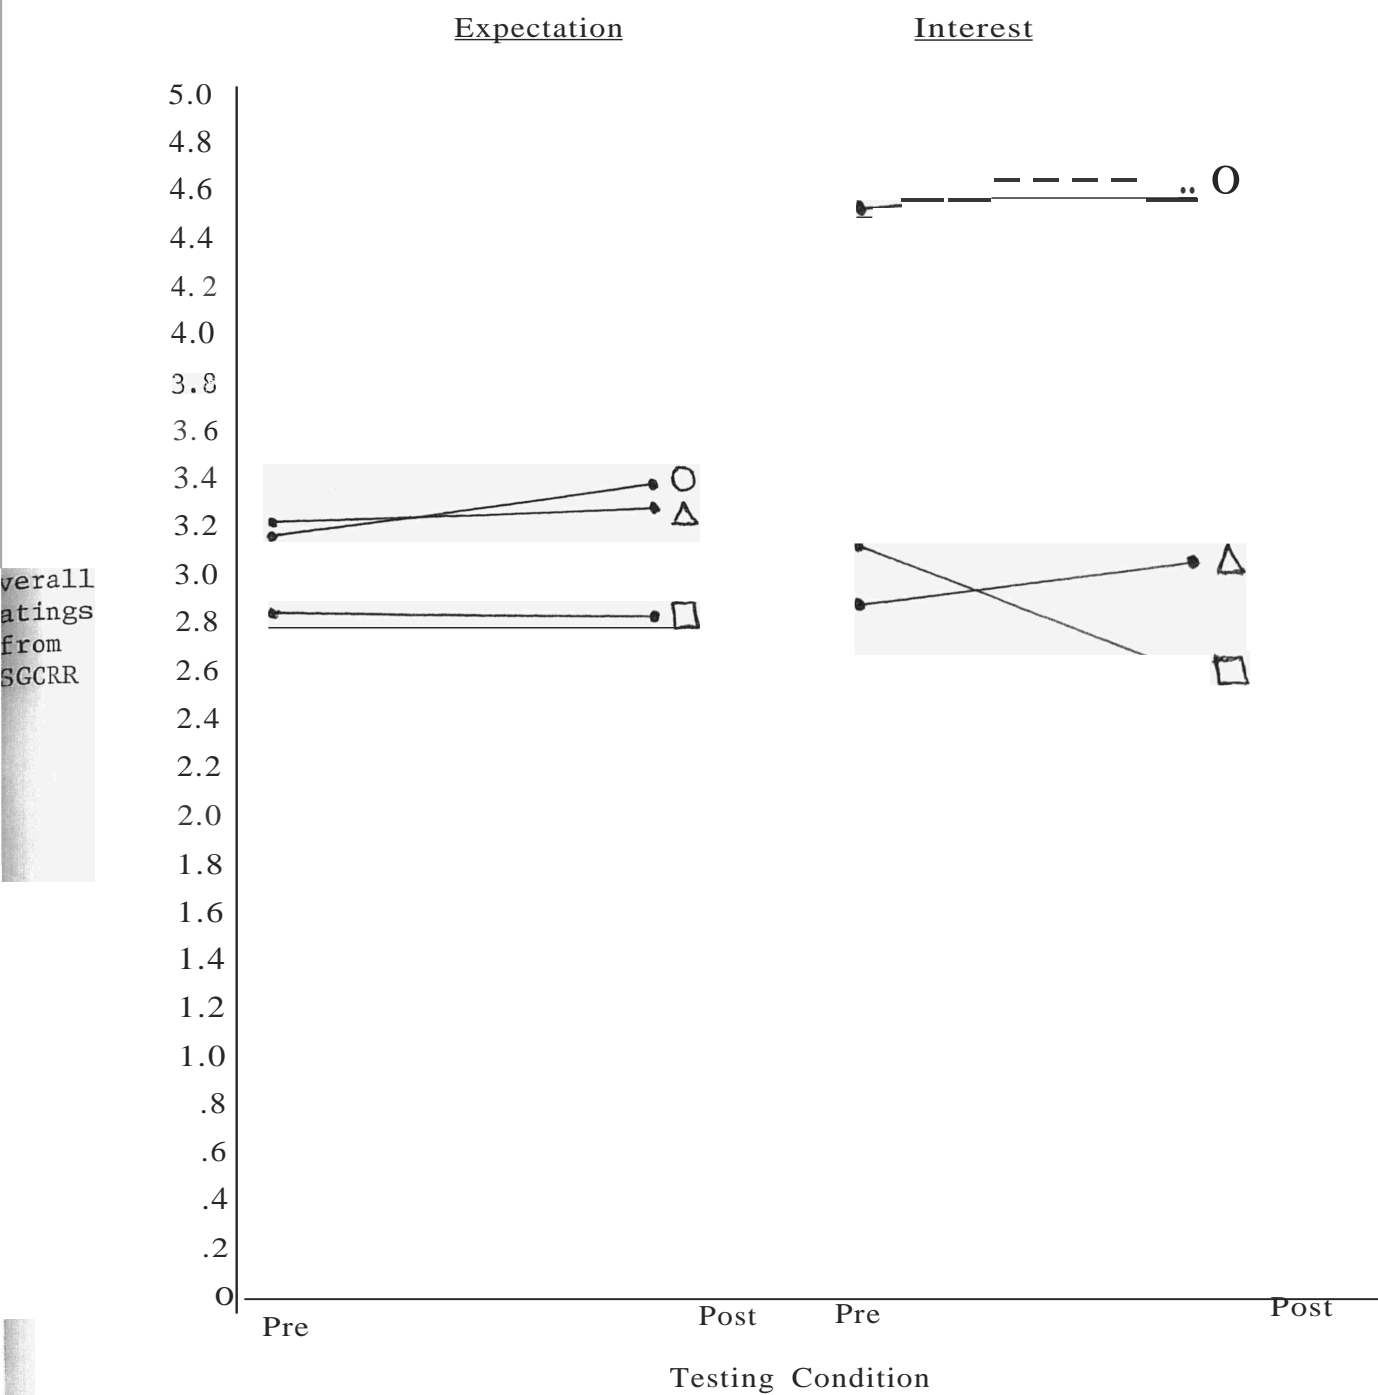 Expectation Interest
5.0
4.8
4.6
4.4
4.2
4.0
3.8
3.6
3.4
3.2
3.0
2.8
2.6
2.4
2.2
2.0
1.8
1.6
1.4
1.2
1.0
.8
.6
.4
.2
O
O
verall
atings
from
SGCRR
Pre Post Pre Post
Testing Condition